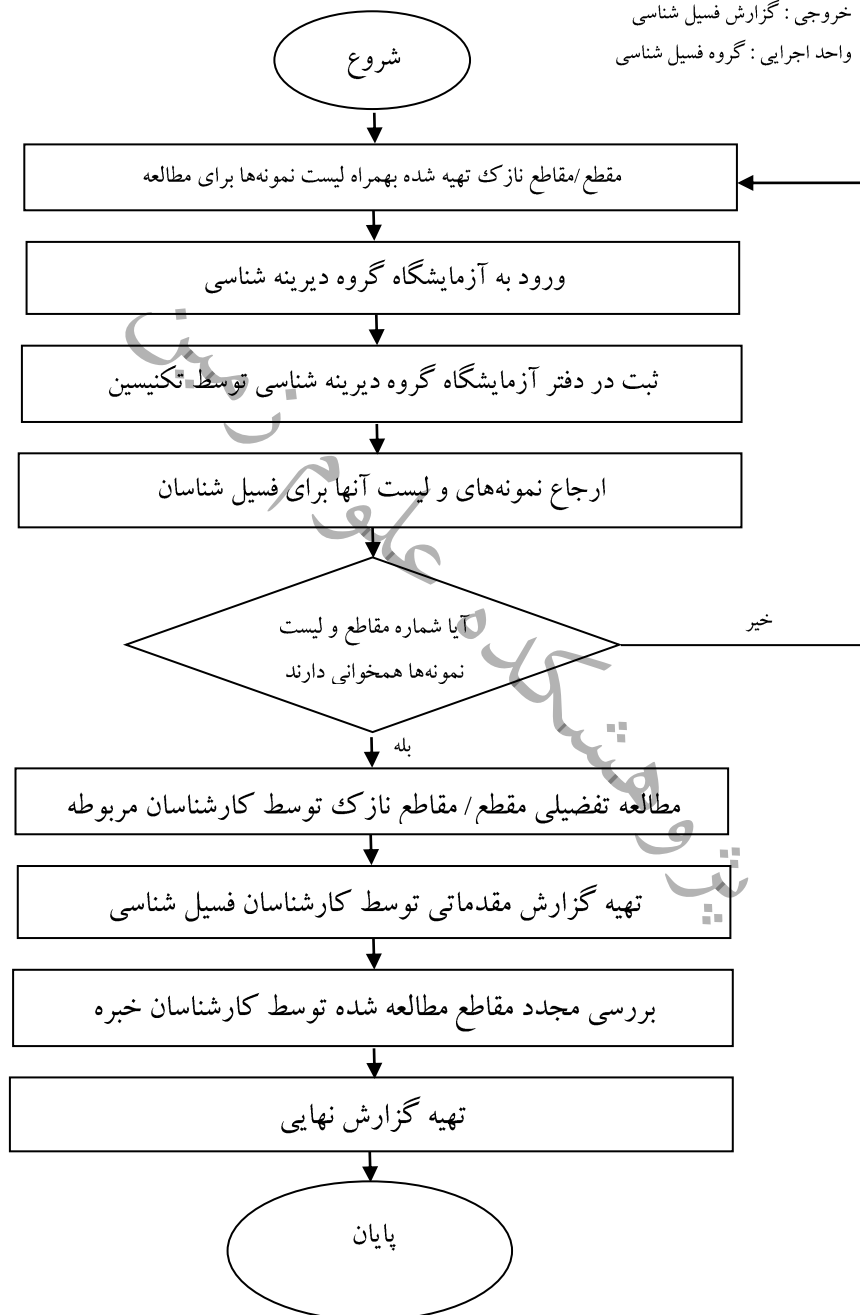 خروجی : گزارش فسیل شناسی
واحد اجرایی : گروه فسیل شناسی
شروع
مقطع/مقاطع نازک تهیه شده بهمراه لیست نمونه‌ها برای مطالعه
ورود به آزمایشگاه گروه دیرینه شناسی
ثبت در دفتر آزمایشگاه گروه دیرینه شناسی توسط تکنیسین
ارجاع نمونه‌های و لیست آنها برای فسیل شناسان
آیا شماره مقاطع و لیست
نمونه‌ها همخوانی دارند
خیر
بله
مطالعه تفضیلی مقطع/ مقاطع نازک توسط کارشناسان مربوطه
تهیه گزارش مقدماتی توسط کارشناسان فسیل شناسی
بررسی مجدد مقاطع مطالعه شده توسط کارشناسان خبره
تهیه گزارش نهایی
پایان
پژوهشکده علوم زمین